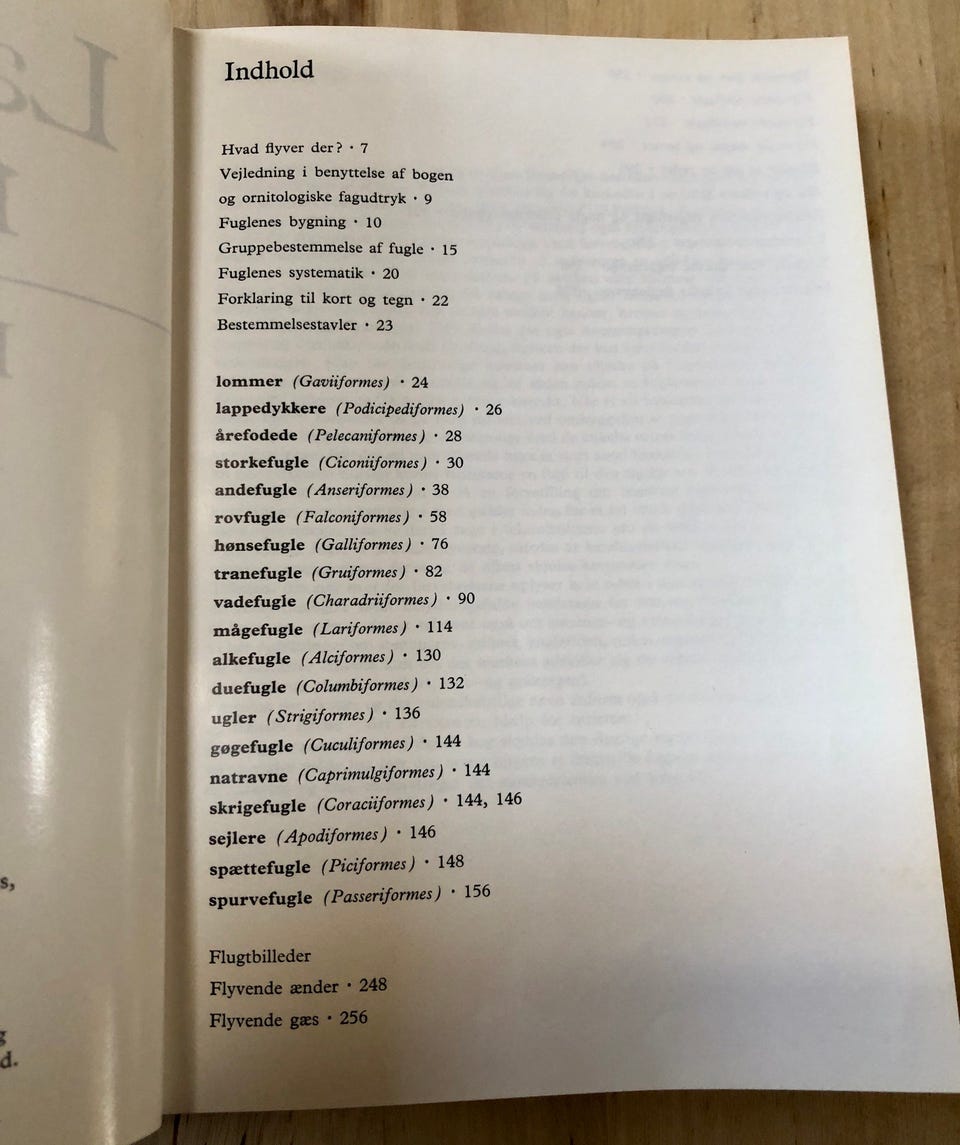 Indhold
Hvad flyver der? · 7
Vejledning i benyttelse af bogen
og ornitologiske fagudtryk · 9
Fuglenes bygning · 10
Gruppebestemmelse af fugle · 15
Fuglenes systematik · 20
Forklaring til kort og tegn · 22
Bestemmelsestavler · 23
lommer (Gaviiformes) · 24
lappedykkere (Podicipediformes) · 26
årefodede (Pelecaniformes) · 28
storkefugle (Ciconiiformes) · 30
andefugle (Anseriformes) · 38
rovfugle (Falconiformes) · 58
hønsefugle (Galliformes) · 76
tranefugle (Gruiformes) · 82
vadefugle (Charadriiformes) · 90
mågefugle (Lariformes) · 114
alkefugle (Alciformes) · 130
duefugle (Columbiformes) · 132
ugler (Strigiformes) · 136
gøgefugle (Cuculiformes) · 144
natravne (Caprimulgiformes) · 144
skrigefugle (Coraciiformes) · 144, 146
sejlere (Apodiformes) · 146
spættefugle (Piciformes) · 148
spurvefugle (Passeriformes) · 156
Flugtbilleder
Flyvende ænder · 248
Flyvende gæs · 256